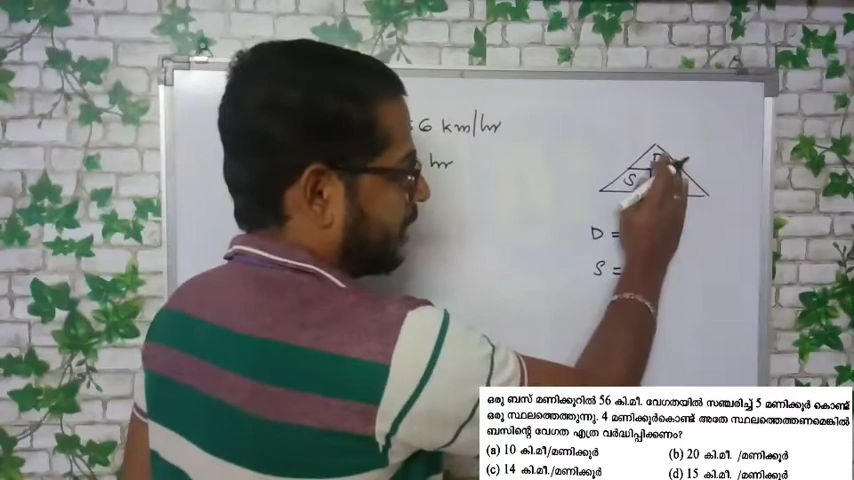 56 km/hr
hr
S
D =
S =
ഒരു ബസ് മണിക്കൂറിൽ 56 കി.മീ. വേഗതയിൽ സഞ്ചരിച്ച് 5 മണിക്കൂർ കൊണ്ട്
ഒരു സ്ഥലത്തെത്തുന്നു. 4 മണിക്കൂർകൊണ്ട് അതേ സ്ഥലത്തെത്തണമെങ്കിൽ
ബസിന്റെ വേഗത എത്ര വർദ്ധിപ്പിക്കണം?
(a) 10 കി.മീ/മണിക്കൂർ (b) 20 കി.മീ. /മണിക്കൂർ
(c) 14 കി.മീ./മണിക്കൂർ (d) 15 കി.മീ. /മണിക്കൂർ